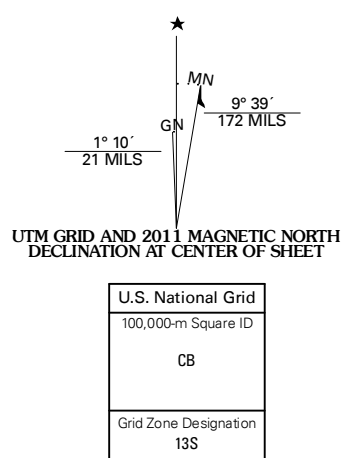 MN
9° 39´
172 MILS
GN
1° 10´
21 MILS
UTM GRID AND 2011 MAGNETIC NORTH
DECLINATION AT CENTER OF SHEET
U.S. National Grid
100,000-m Square ID
CB
Grid Zone Designation
13S